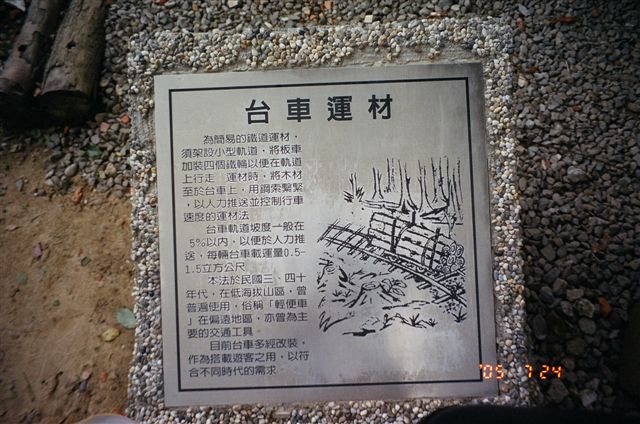 台車運材
為簡易的鐵道運材，
須架設小型軌道，將板車
加裝四個鐵輪以便在軌道
上行走 運材時，將木材
至於台車上，用鋼索繫緊
，以人力推送並控制行車
速度的運材法
台車軌道坡度一般在
5%以內，以便於人力推
送，每輛台車載運量0.5-
1.5立方公尺
本法於民國三、四十
年代，在低海拔山區，曾
普遍使用，俗稱「輕便車
」在偏遠地區，亦曾為主
要的交通工具。
目前台車多經改裝，
作為搭載遊客之用，以符
合不同時代的需求。
'05 7 24